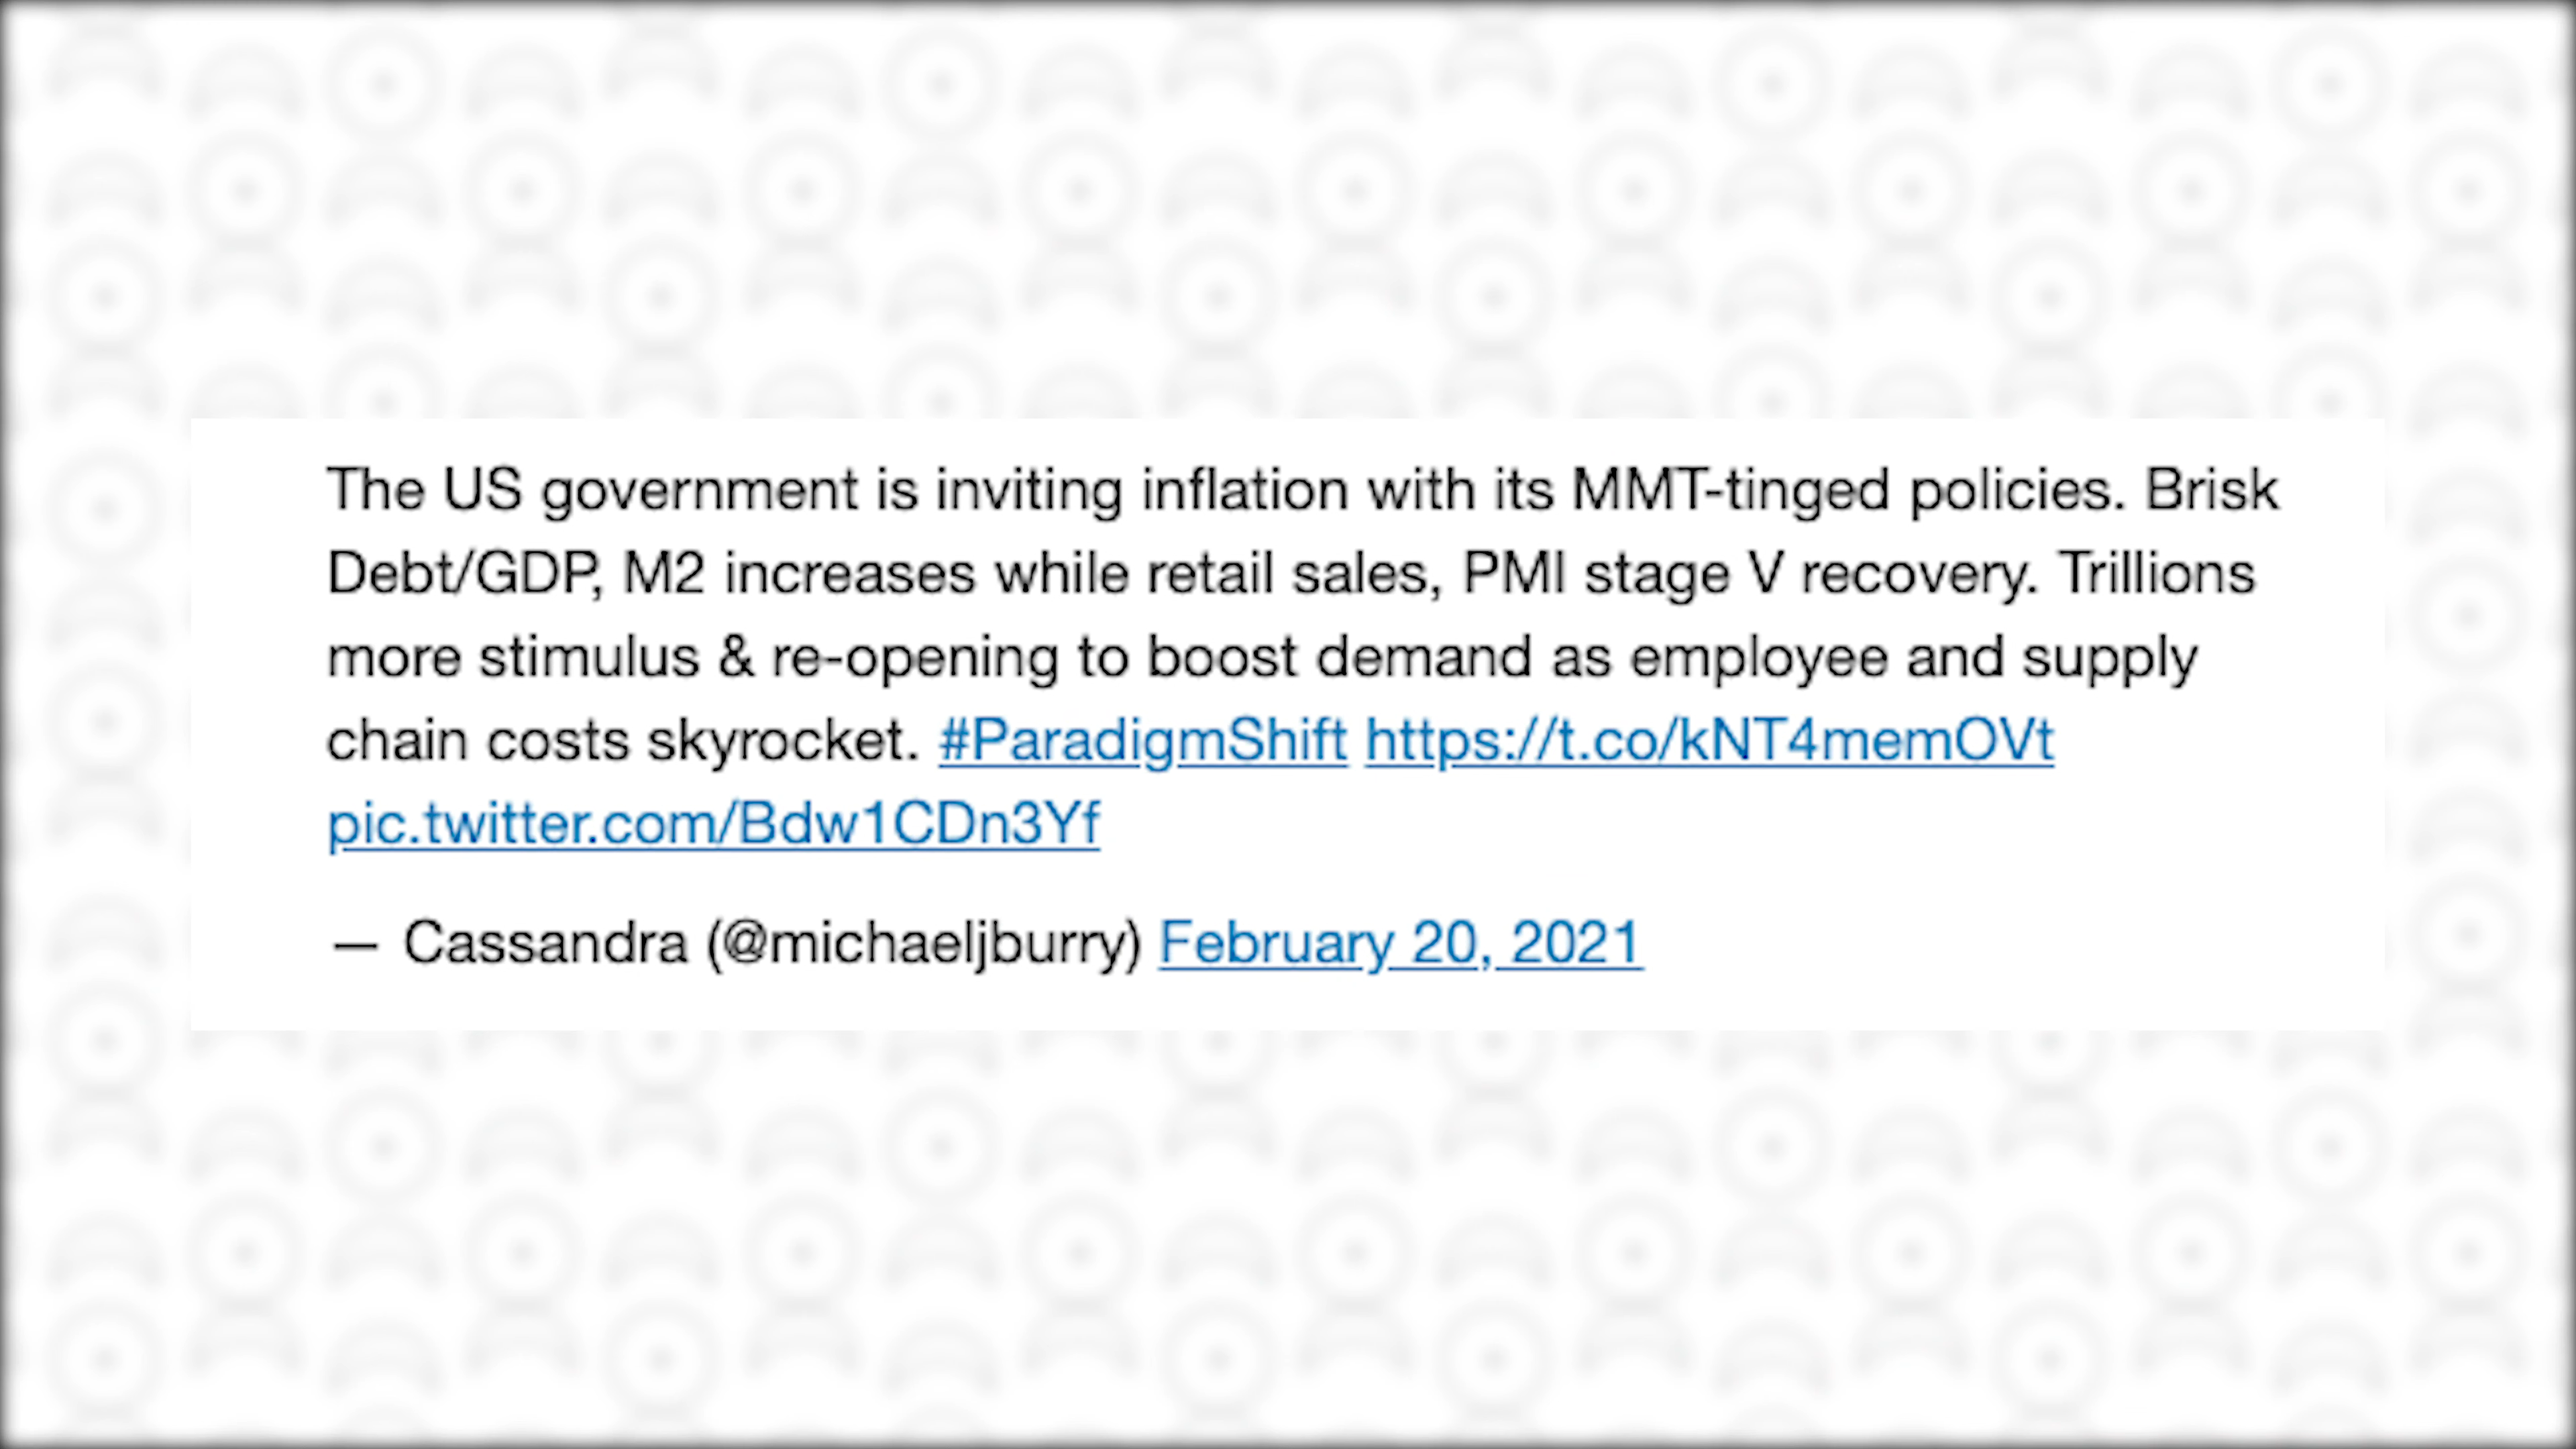 The US government is inviting inflation with its MMT-tinged policies. Brisk
Debt/GDP, M2 increases while retail sales, PMI stage V recovery. Trillions
more stimulus & re-opening to boost demand as employee and supply
chain costs skyrocket. #ParadigmShift https://t.co/kNT4memOVt
pic.twitter.com/Bdw1CDn3Yf
— Cassandra (@michaeljburry) February 20, 2021